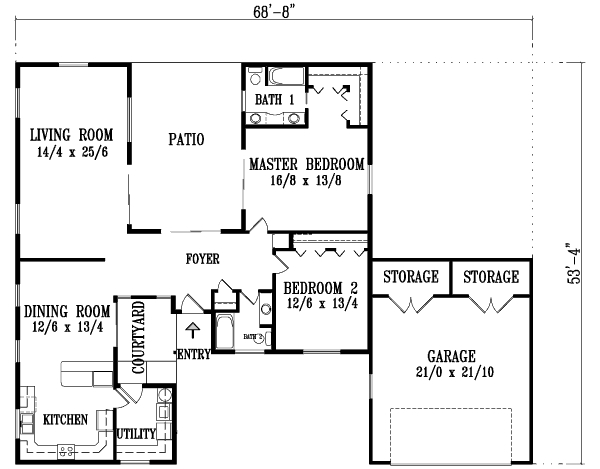 68'-8"
BATH 1
LIVING ROOM
14/4 x 25/6
PATIO
MASTER BEDROOM
16/8 x 13/8
53'-4"
FOYER
STORAGE
STORAGE
BEDROOM 2
12/6 x 13/4
DINING ROOM
12/6 x 13/4
COURTYARD
ENTRY
BATH 2
GARAGE
21/0 x 21/10
KITCHEN
UTILITY